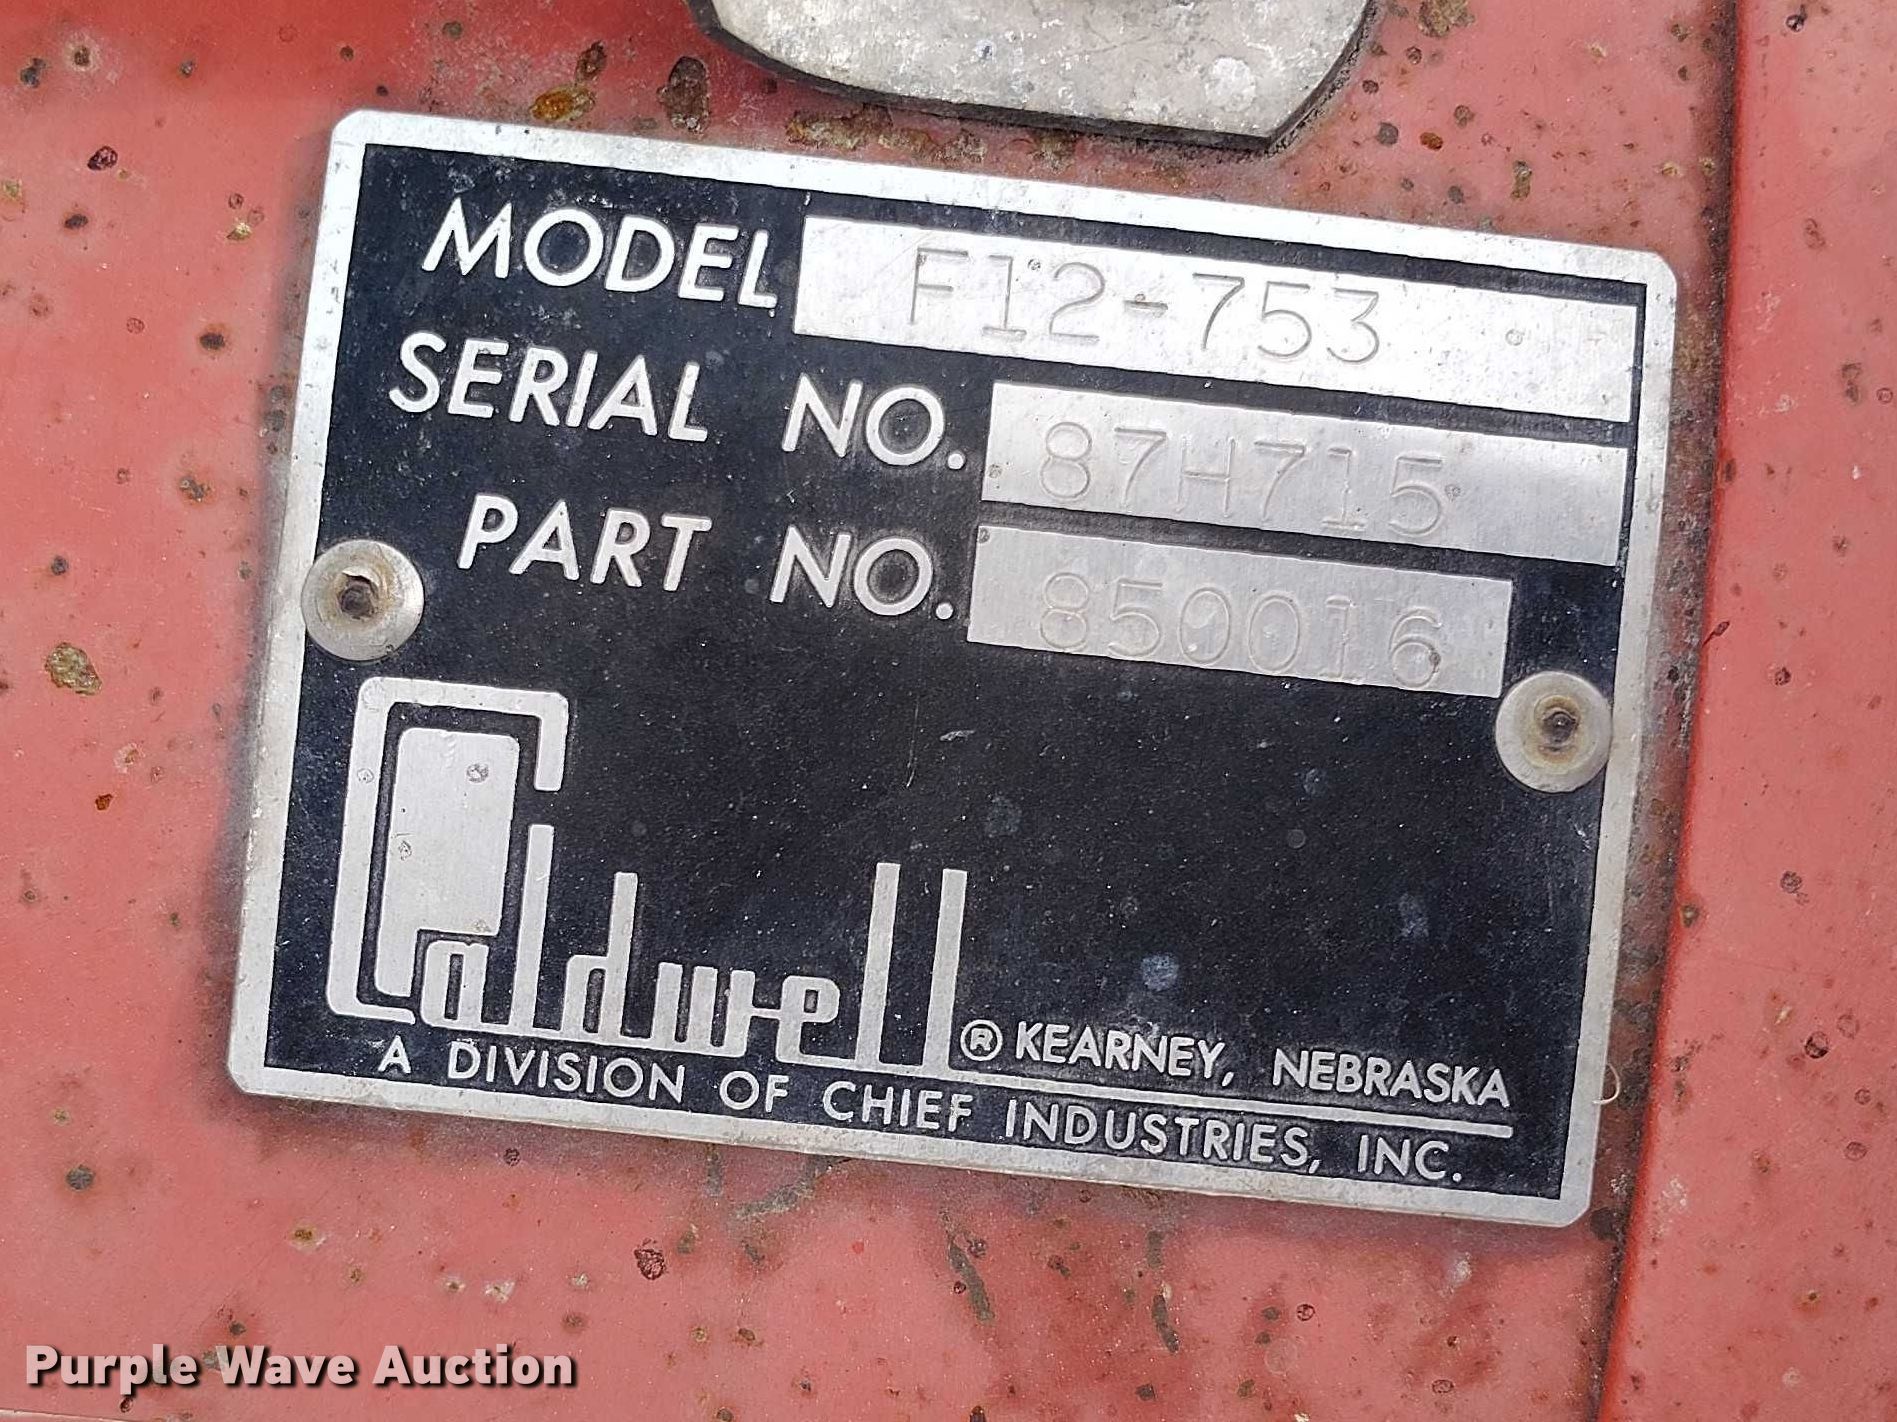 MODEL F12-753
SERIAL NO. 87H715
PART NO. 850016
Caldwell® KEARNEY, NEBRASKA
A DIVISION OF CHIEF INDUSTRIES, INC.
Purple Wave Auction